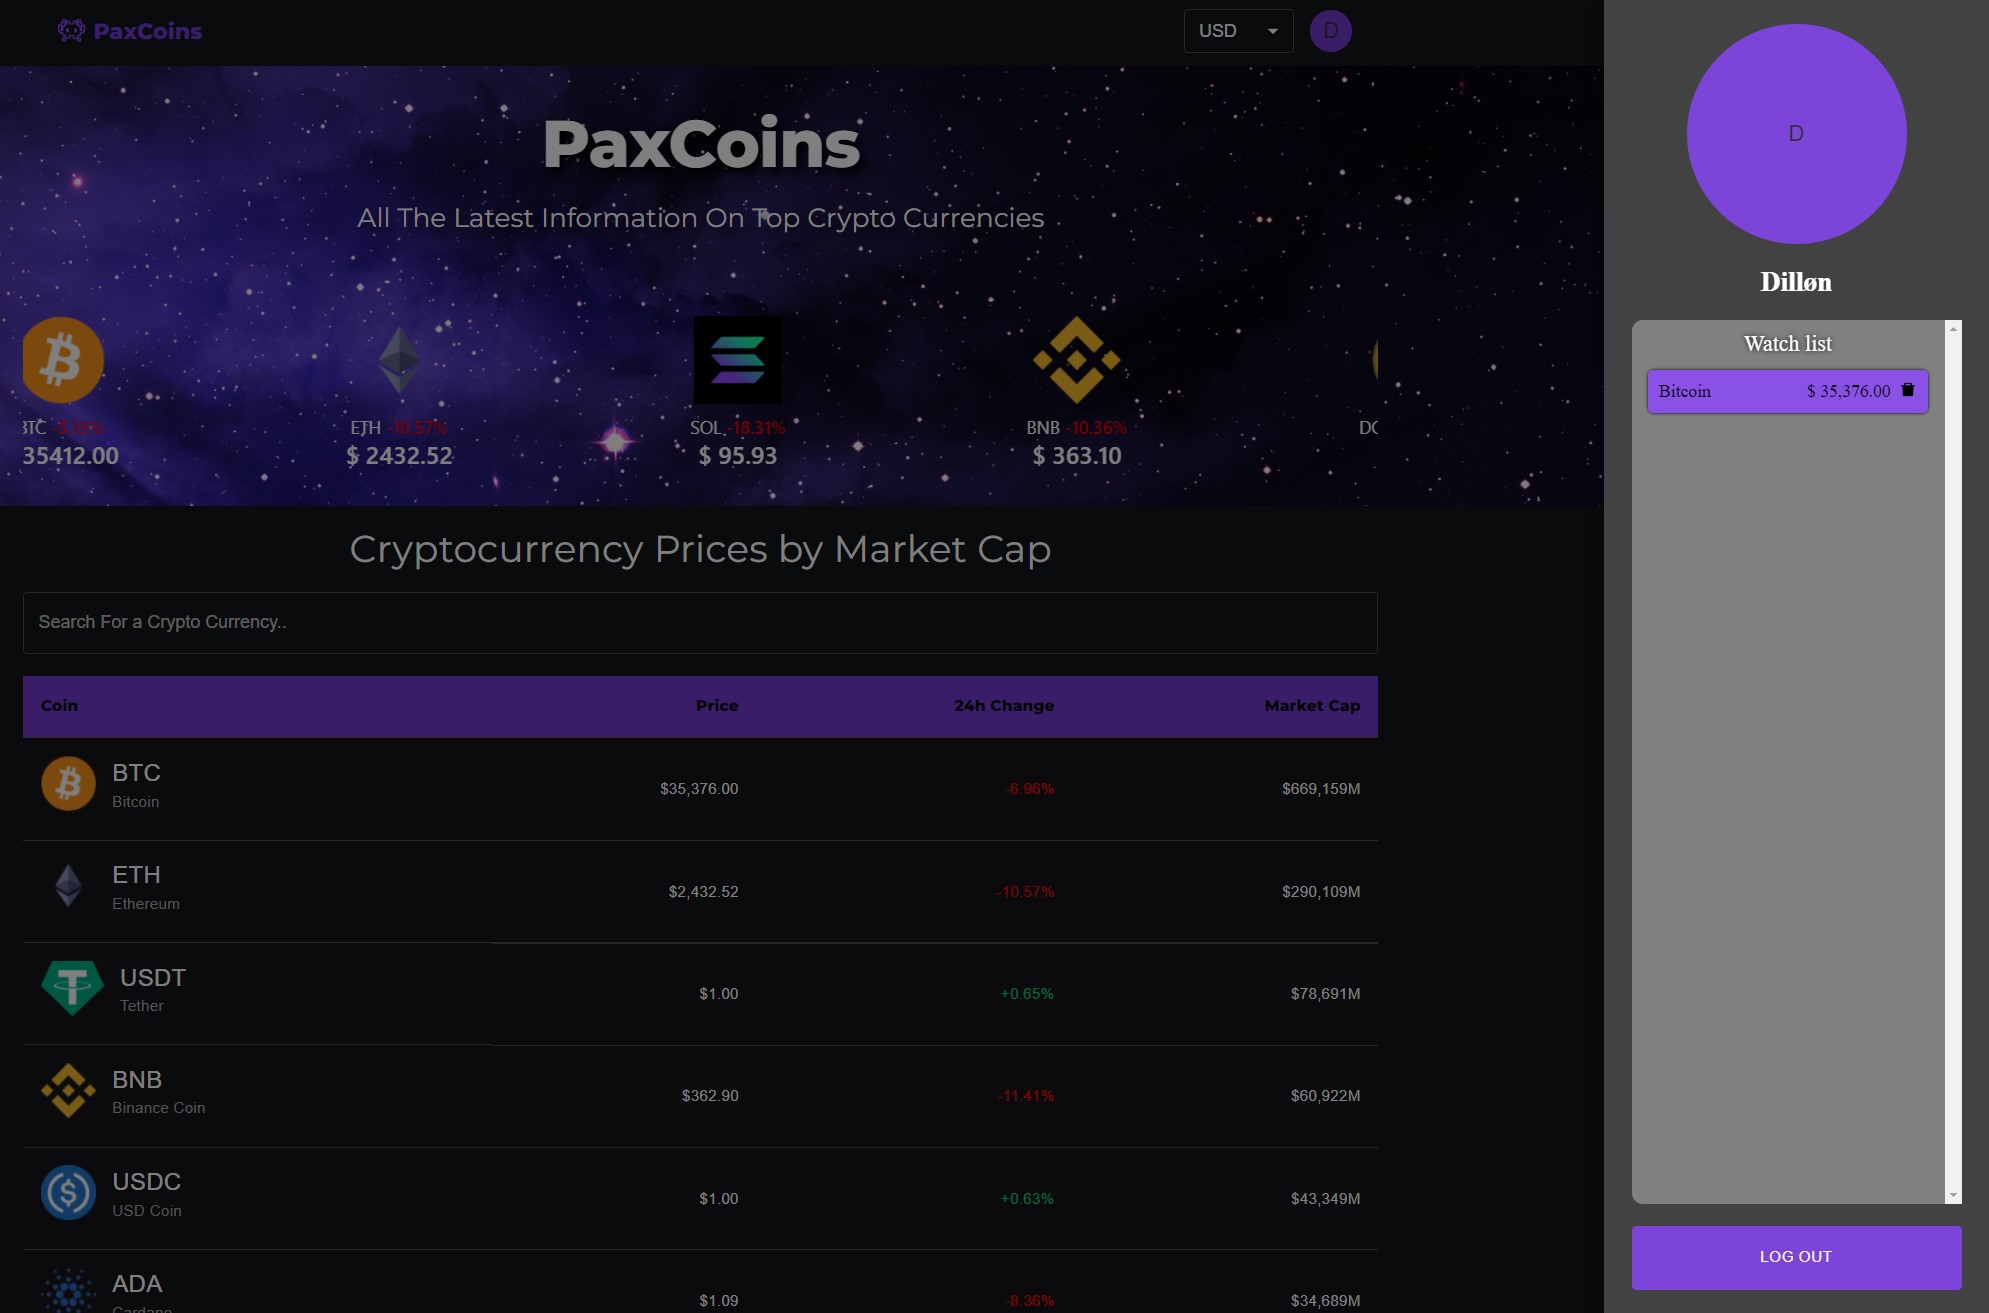 PaxCoins
USD
D
PaxCoins
All The Latest Information On Top Crypto Currencies
BTC -5.19%
35412.00
ETH -10.57%
$ 2432.52
SOL -18.31%
$ 95.93
BNB -10.36%
$ 363.10
Cryptocurrency Prices by Market Cap
Search For a Crypto Currency..
Coin Price 24h Change Market Cap
BTC
Bitcoin
$35,376.00 -6.96% $669,159M
ETH
Ethereum
$2,432.52 -10.57% $290,109M
USDT
Tether
$1.00 +0.65% $78,691M
BNB
Binance Coin
$362.90 -11.41% $60,922M
USDC
USD Coin
$1.00 +0.63% $43,349M
ADA
Cardano
$1.09 -8.36% $34,689M
D
Dilløn
Watch list
Bitcoin $ 35,376.00
LOG OUT